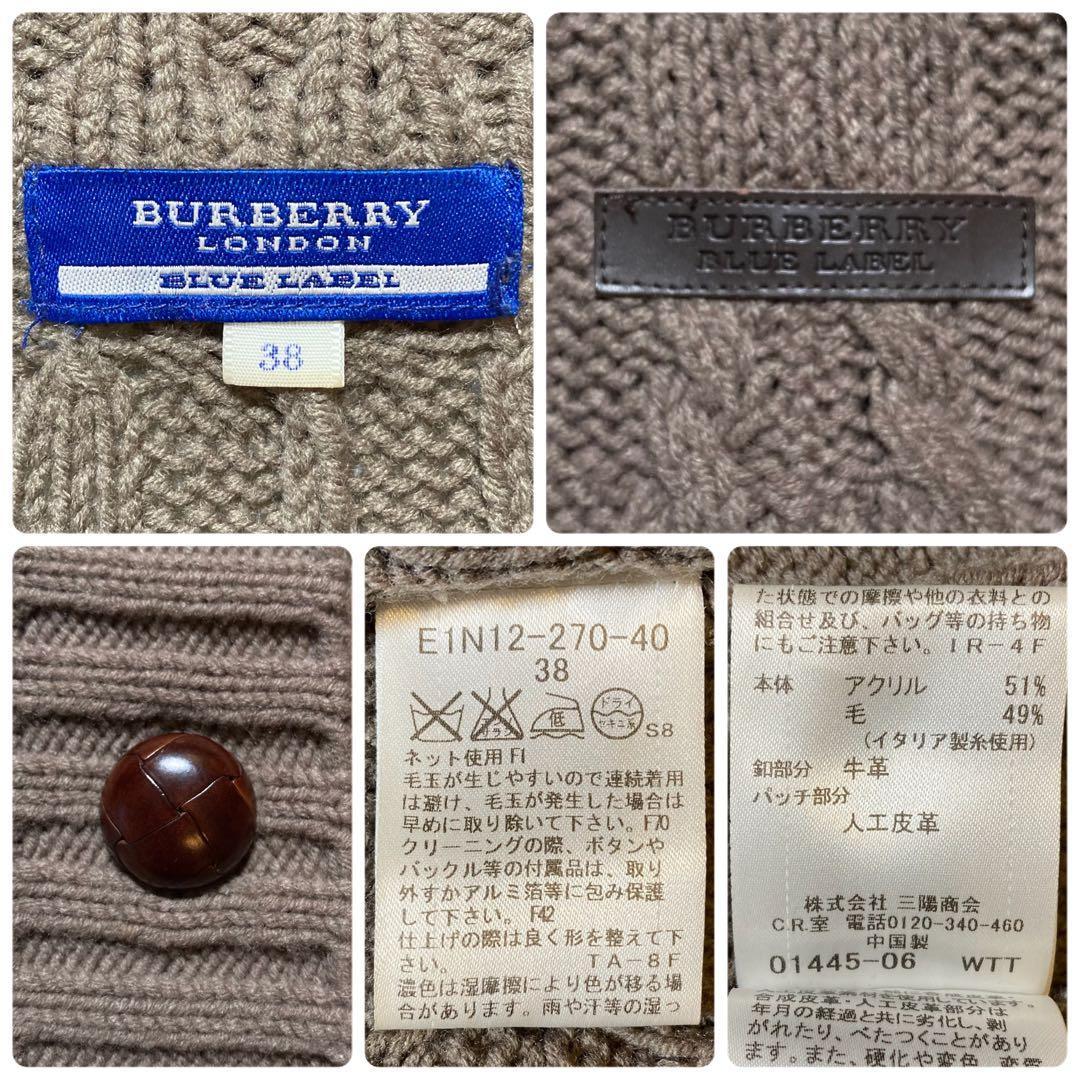 BURBERRY
LONDON
BLUE LABEL
38
BURBERRY
BLUE LABEL
E1N12-270-40
38
エンソ
サラシ
低
ドライ
セキユ系
S8
ネット使用 F1
毛玉が生じやすいので連続着用
は避け、毛玉が発生した場合は
早めに取り除いて下さい。F70
クリーニングの際、ボタンや
バックル等の付属品は、取り
外すかアルミ箔等に包み保護
して下さい。F42
仕上げの際は良く形を整えて下
さい。 TA-8F
濃色は湿摩擦により色が移る場合
があります。雨や汗等の湿っ
た状態での摩擦や他の衣料との
組合せ及び、バッグ等の持ち物
にもご注意下さい。IR-4F
本体 アクリル 51%
毛 49%
(イタリア製糸使用)
釦部分 牛革
パッチ部分
人工皮革
株式会社 三陽商会
C.R.室 電話0120-340-460
中国製
01445-06 WTT
合成皮革・人工皮革部分は
年月の経過と共に劣化し、剥
がれたり、べたつくことがあり
ます。また、硬化や変色、変質